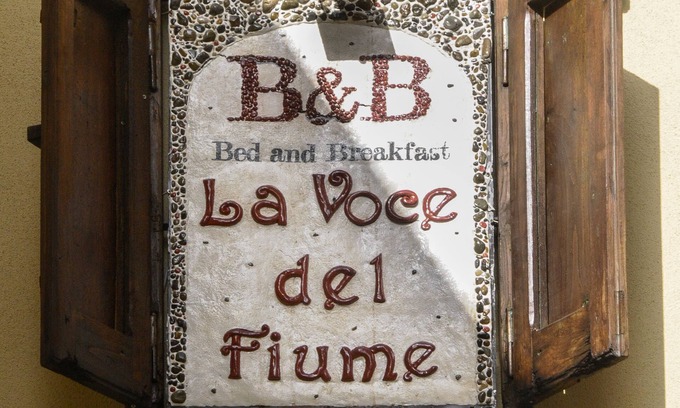 B&B
Bed and Breakfast
La Voce
del
Fiume